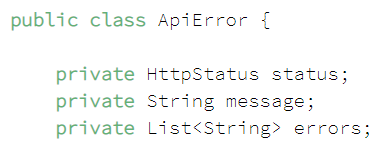 public class ApiError {
    private HttpStatus status;
    private String message;
    private List<String> errors;